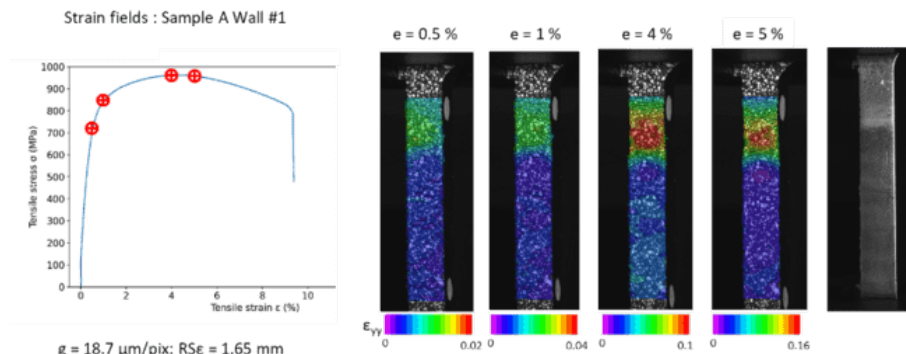 Strain fields : Sample A Wall #1
e = 0.5 %
e = 1 %
e = 4 %
e = 5 %
1000
900
800
700
600
500
400
300
200
100
0
Tensile stress σ (MPa)
0
2
4
6
8
10
Tensile strain ε (%)
εyy
0
0.02
0
0.04
0
0.1
0
0.16
g = 18.7 µm/pix; RSε = 1.65 mm